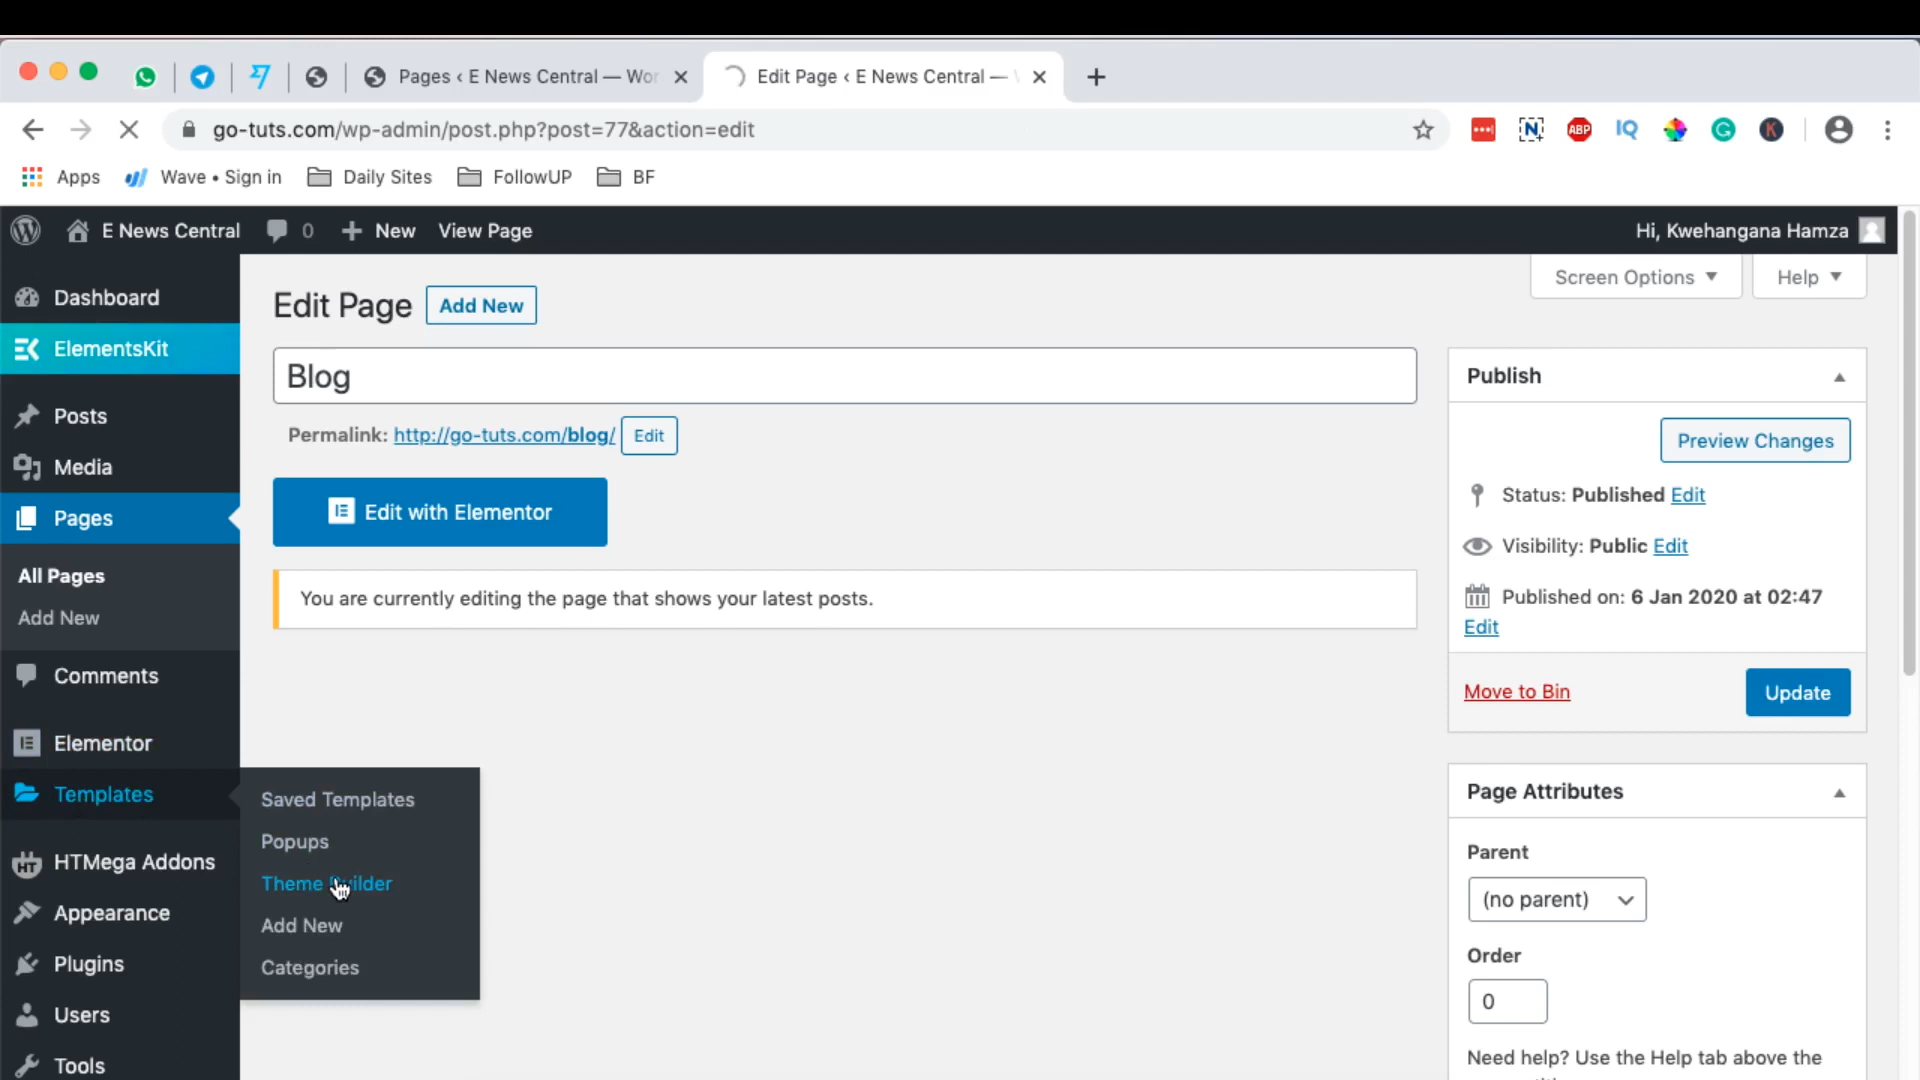 Pages ‹ E News Central — Wor
Edit Page ‹ E News Central —
go-tuts.com/wp-admin/post.php?post=77&action=edit
ABP
IQ
Apps
Wave • Sign in
Daily Sites
FollowUP
BF
E News Central
0
New
View Page
Hi, Kwehangana Hamza
Dashboard
ElementsKit
Posts
Media
Pages
All Pages
Add New
Comments
Elementor
Templates
HTMega Addons
Appearance
Plugins
Users
Tools
Saved Templates
Popups
Theme Builder
Add New
Categories
Screen Options
Help
Edit Page
Add New
Blog
Permalink: http://go-tuts.com/blog/ Edit
Edit with Elementor
You are currently editing the page that shows your latest posts.
Publish
Preview Changes
Status: Published Edit
Visibility: Public Edit
Published on: 6 Jan 2020 at 02:47
Edit
Move to Bin
Update
Page Attributes
Parent
(no parent)
Order
0
Need help? Use the Help tab above the